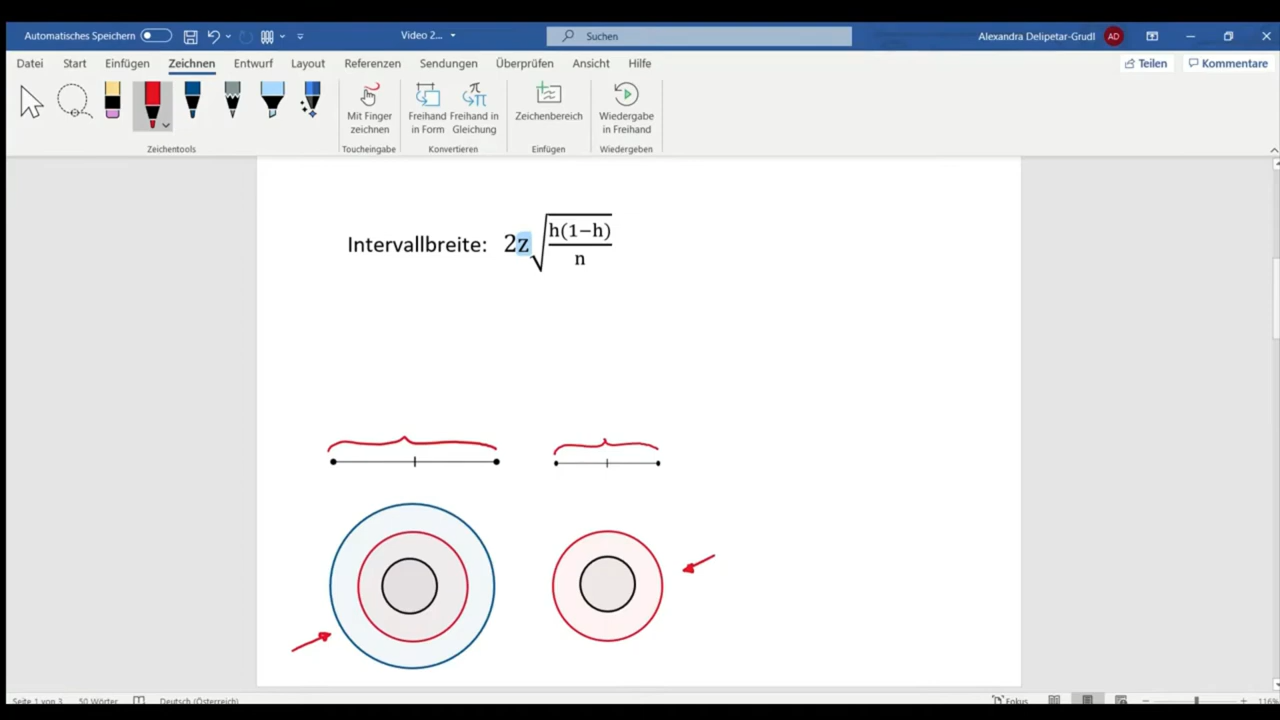 Automatisches Speichern
Video 2...
Suchen
Alexandra Delipetar-Grudl
AD
Datei Start Einfügen Zeichnen Entwurf Layout Referenzen Sendungen Überprüfen Ansicht Hilfe
Teilen
Kommentare
Mit Finger zeichnen
Freihand in Form
Freihand in Gleichung
Zeichenbereich
Wiedergabe in Freihand
Zeichentools Toucheingabe Konvertieren Einfügen Wiedergeben
Intervallbreite: 2z√(h(1−h)/n)
Seite 1 von 3 50 Wörter Deutsch (Österreich)
Fokus
116%